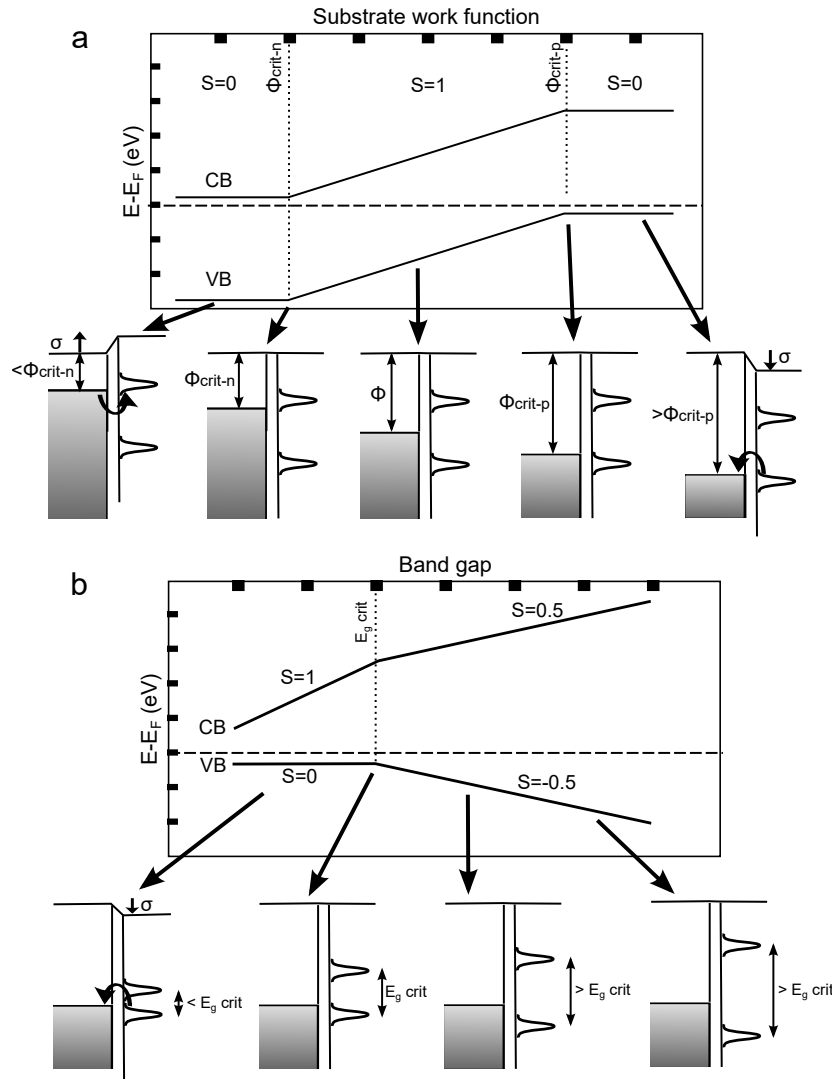 Substrate work function
a
S=0
Φcrit-n
S=1
Φcrit-p
S=0
E-EF (eV)
CB
VB
σ
<Φcrit-n
Φcrit-n
Φ
Φcrit-p
>Φcrit-p
σ
b
Band gap
Eg crit
S=0.5
S=1
E-EF (eV)
CB
VB
S=0
S=-0.5
σ
< Eg crit
Eg crit
> Eg crit
> Eg crit